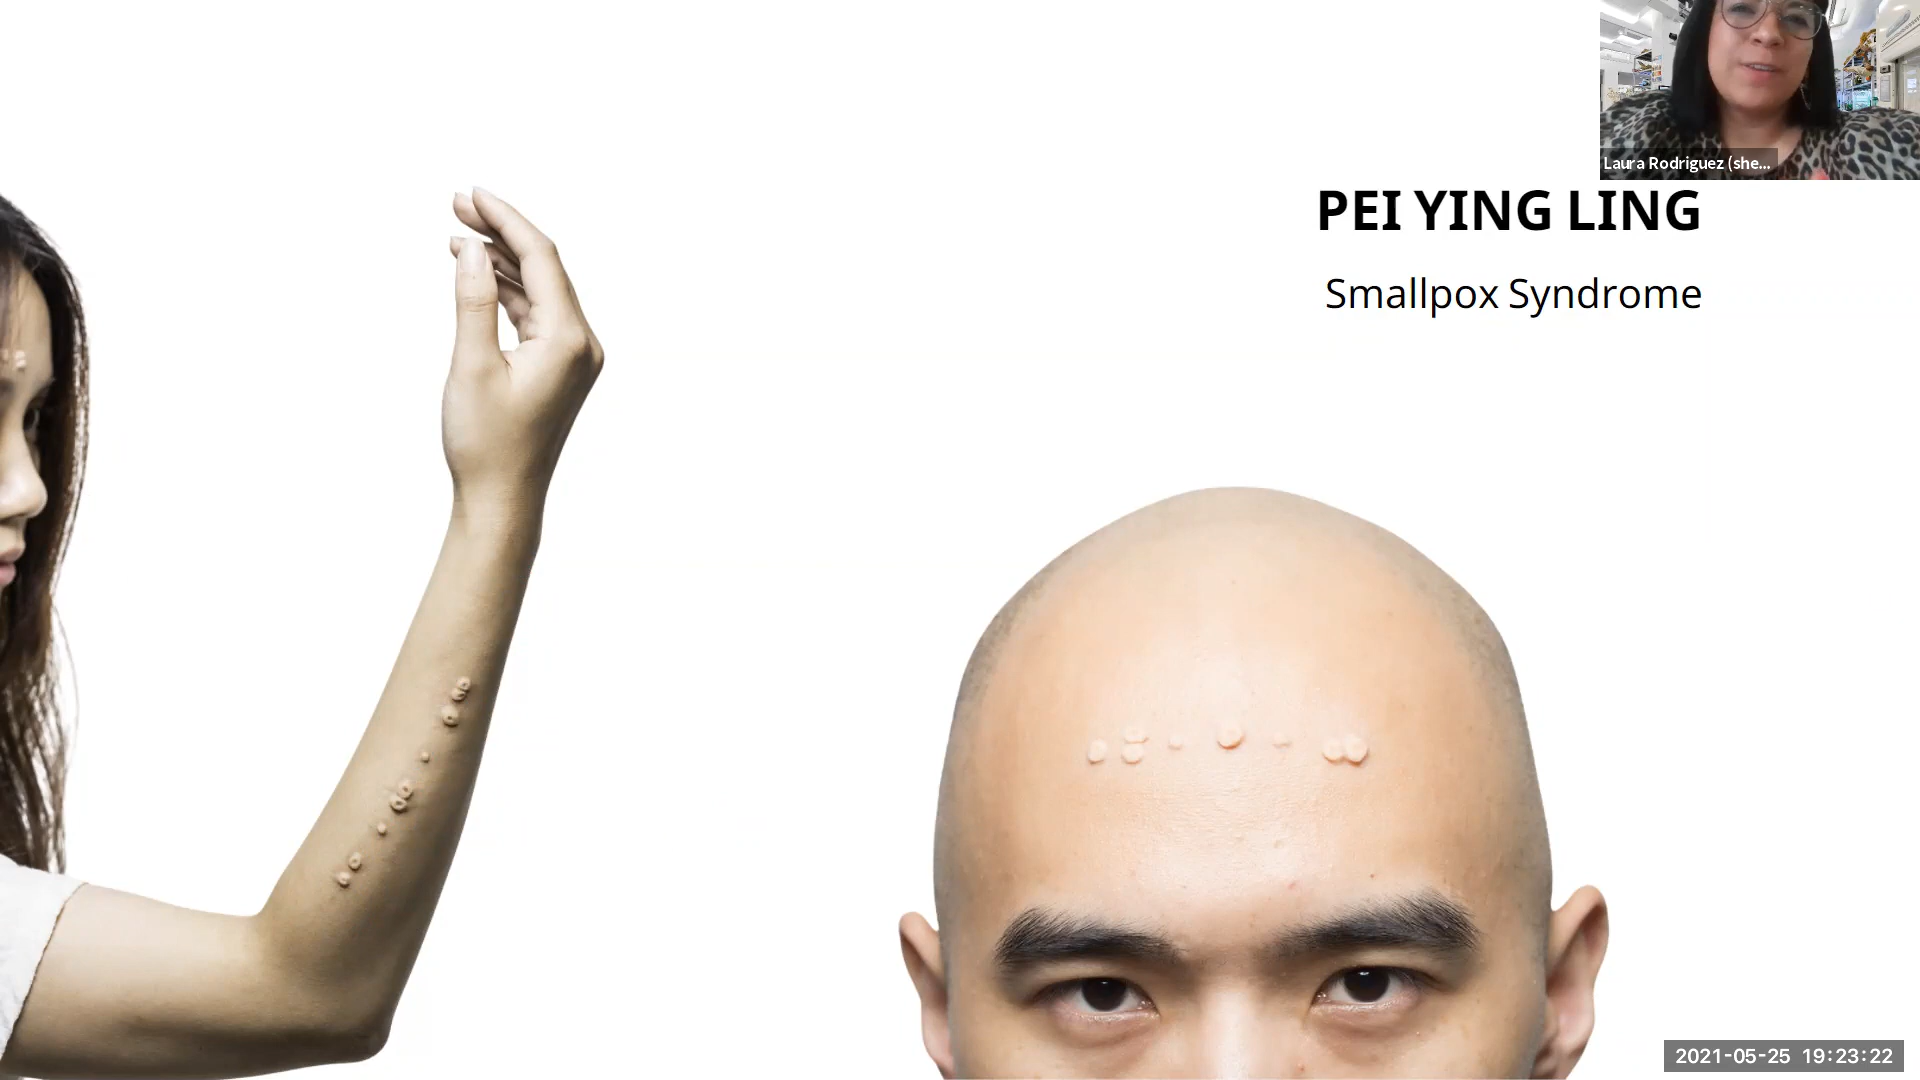 Laura Rodriguez (she...
PEI YING LING
Smallpox Syndrome
2021-05-25 19:23:22